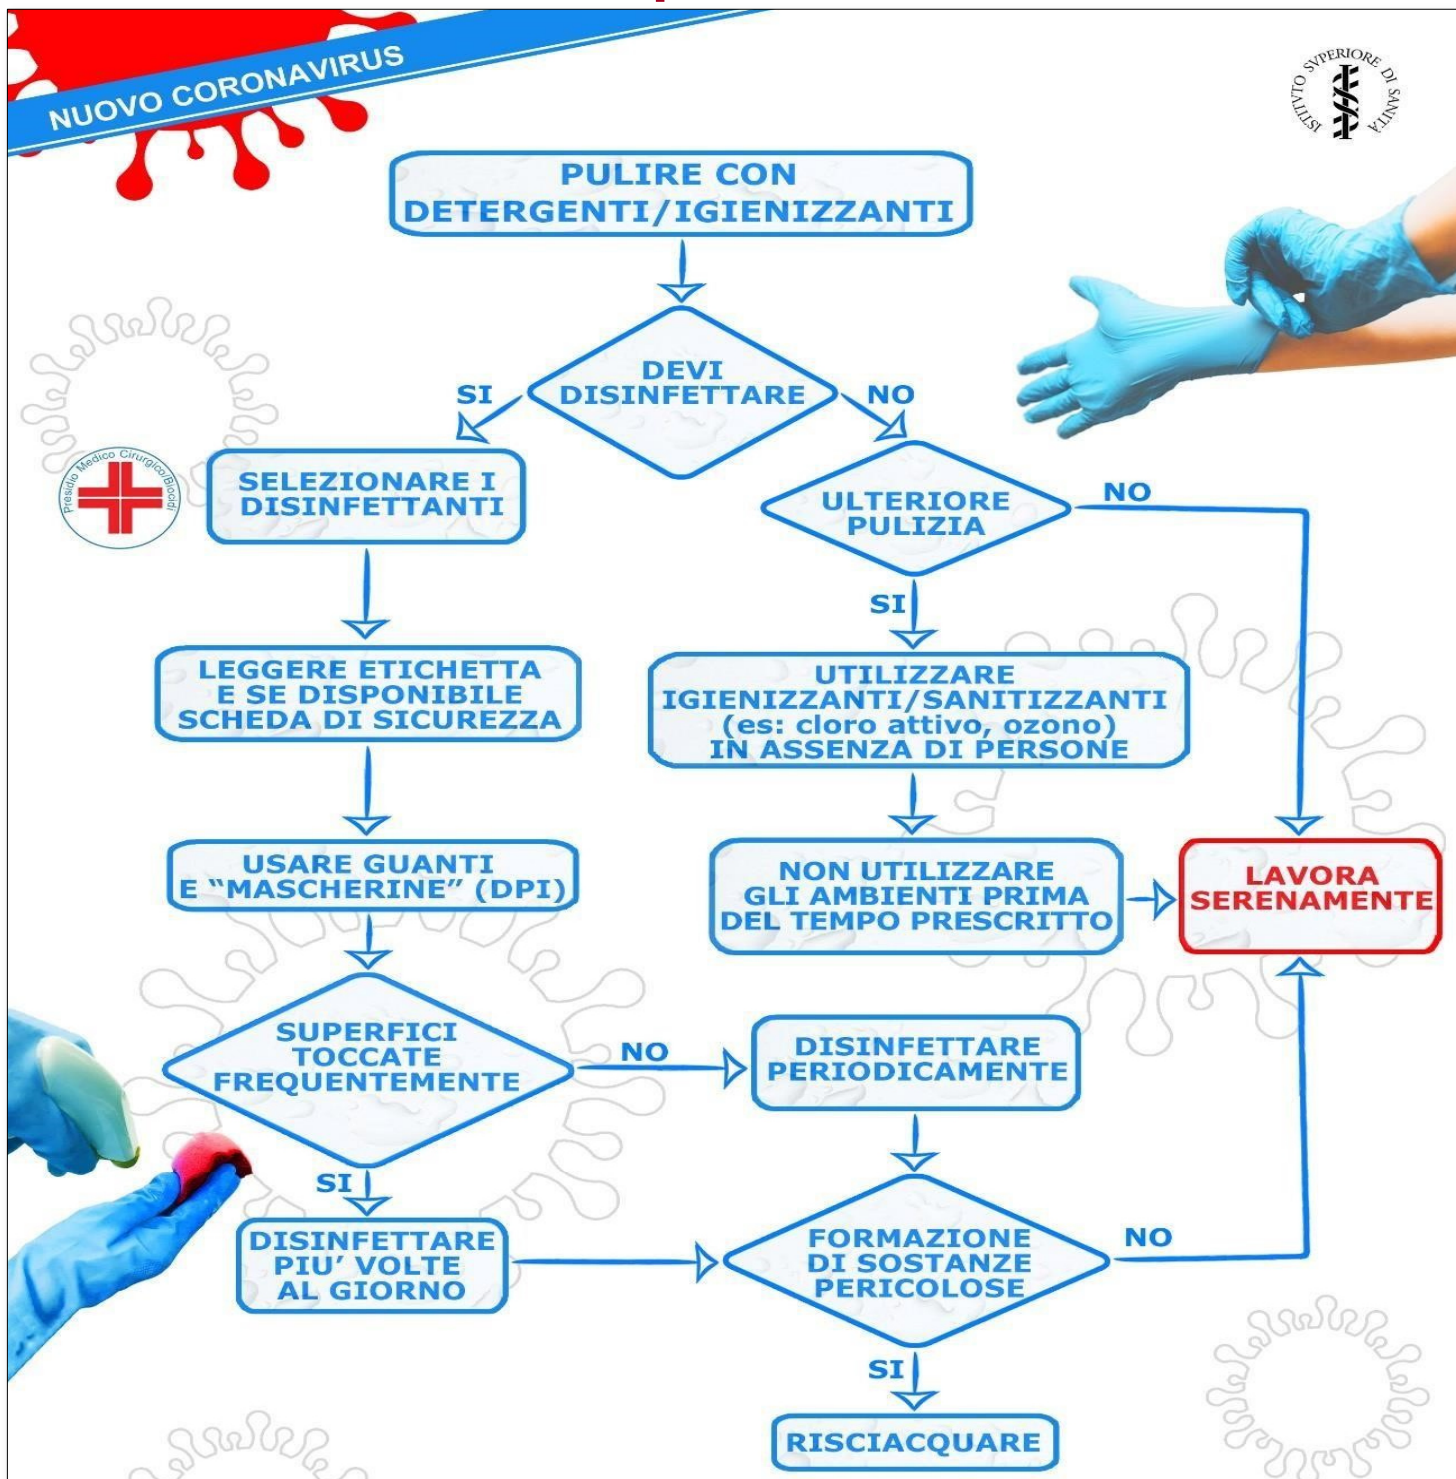 NUOVO CORONAVIRUS
ISTITVTO SVPERIORE DI SANITÀ
PULIRE CON
DETERGENTI/IGIENIZZANTI
DEVI
DISINFETTARE
SI
NO
Presidio Medico Cirurgico/Biocidi
SELEZIONARE I
DISINFETTANTI
ULTERIORE
PULIZIA
NO
SI
LEGGERE ETICHETTA
E SE DISPONIBILE
SCHEDA DI SICUREZZA
UTILIZZARE
IGIENIZZANTI/SANITIZZANTI
(es: cloro attivo, ozono)
IN ASSENZA DI PERSONE
USARE GUANTI
E “MASCHERINE” (DPI)
NON UTILIZZARE
GLI AMBIENTI PRIMA
DEL TEMPO PRESCRITTO
LAVORA
SERENAMENTE
SUPERFICI
TOCCATE
FREQUENTEMENTE
NO
DISINFETTARE
PERIODICAMENTE
SI
DISINFETTARE
PIU’ VOLTE
AL GIORNO
FORMAZIONE
DI SOSTANZE
PERICOLOSE
NO
SI
RISCIACQUARE